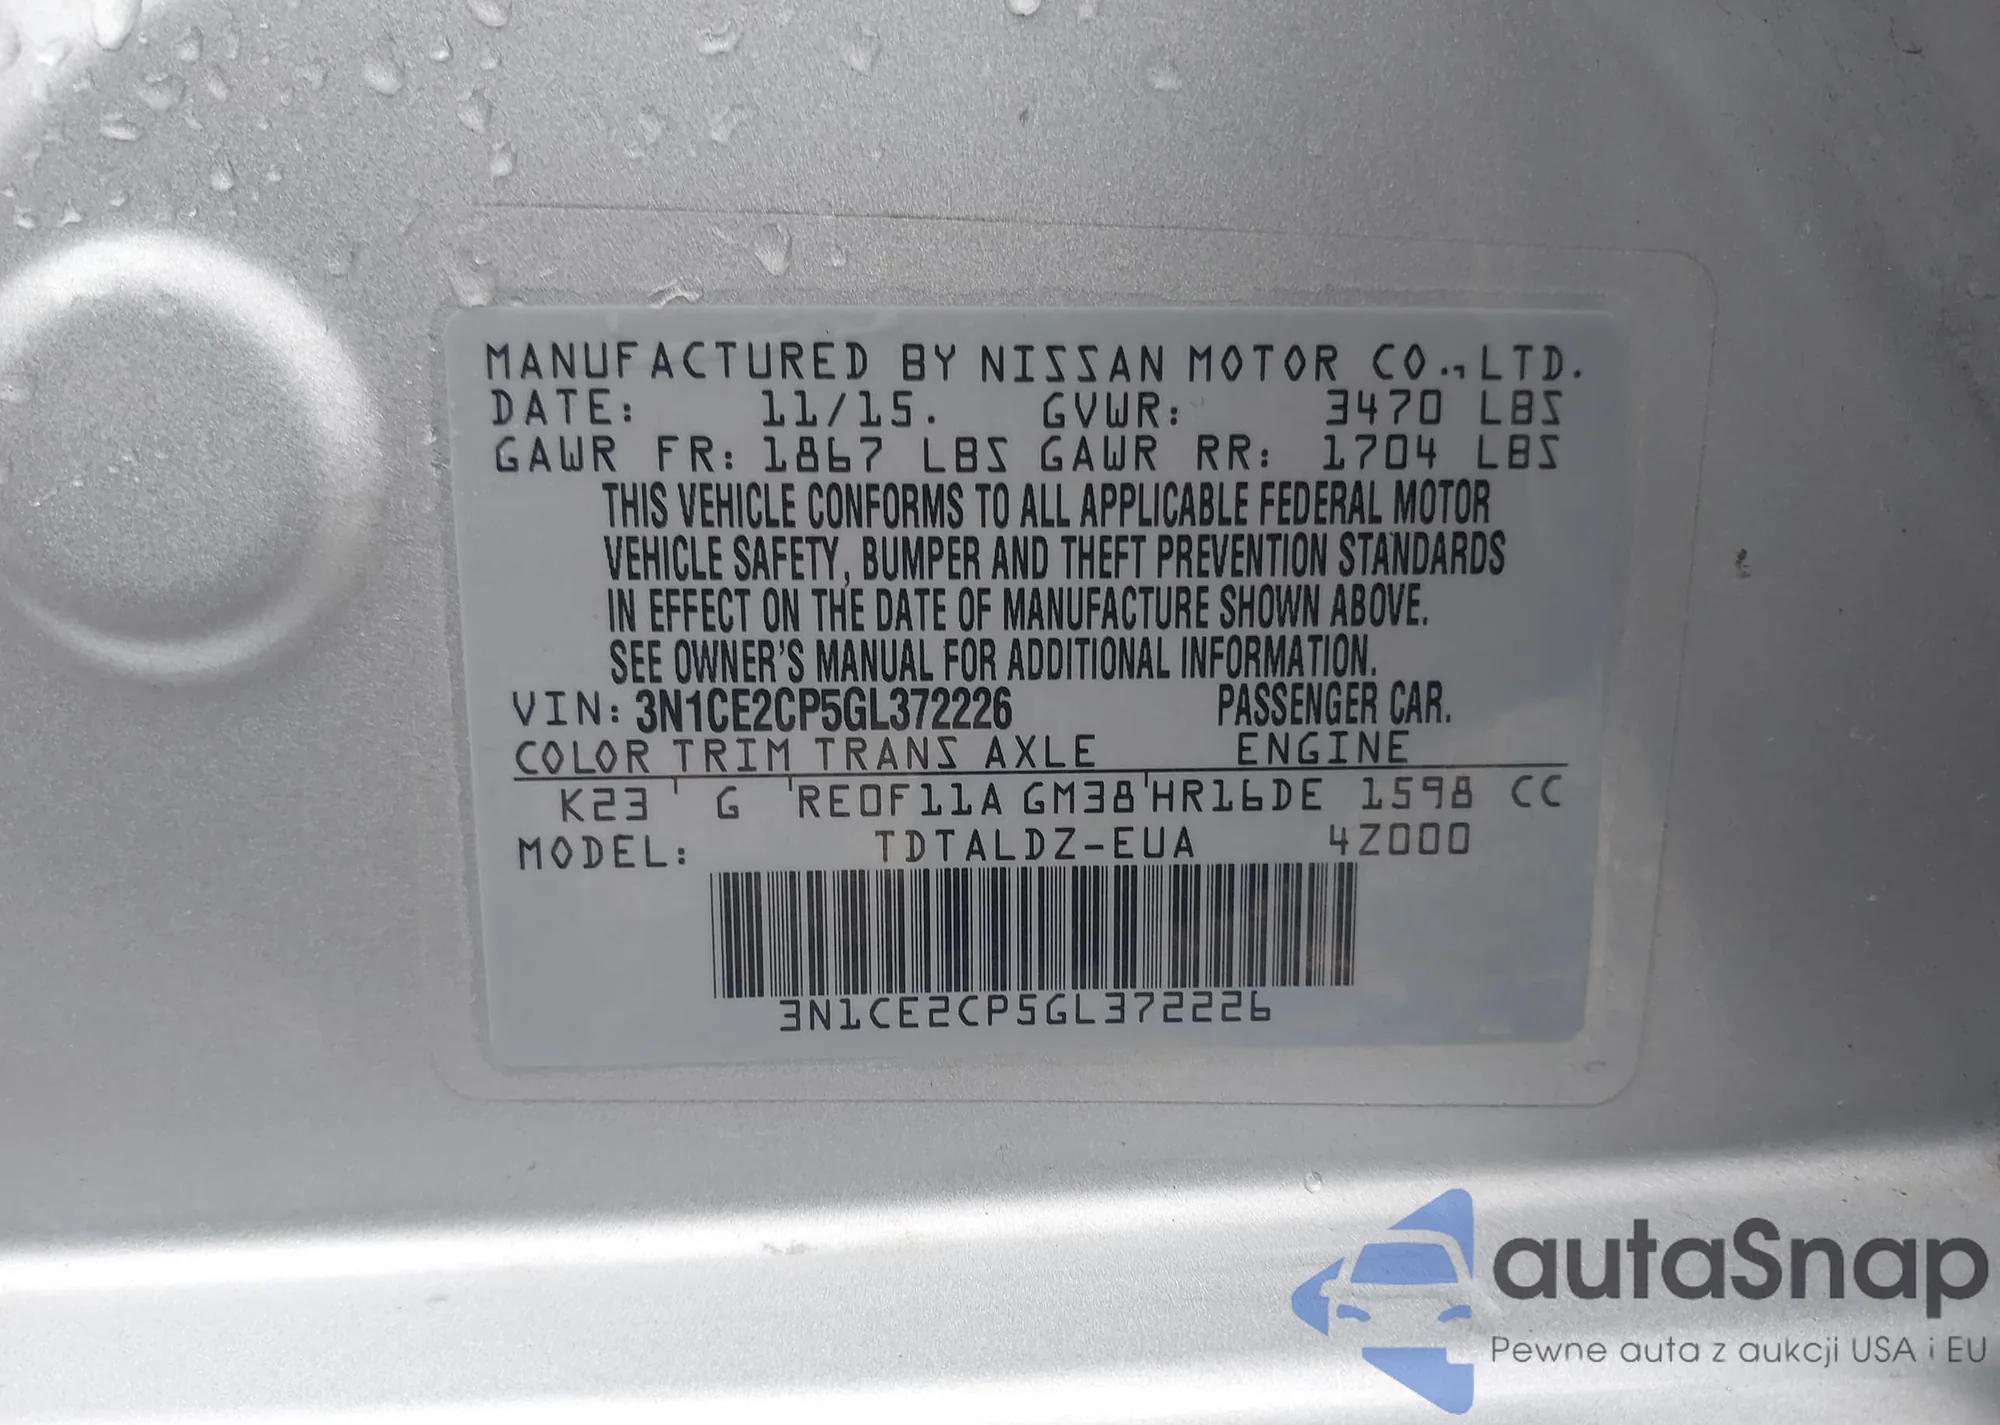 MANUFACTURED BY NISSAN MOTOR CO., LTD.
DATE: 11/15. GVWR: 3470 LBS
GAWR FR: 1867 LBS GAWR RR: 1704 LBS
THIS VEHICLE CONFORMS TO ALL APPLICABLE FEDERAL MOTOR
VEHICLE SAFETY, BUMPER AND THEFT PREVENTION STANDARDS
IN EFFECT ON THE DATE OF MANUFACTURE SHOWN ABOVE.
SEE OWNER'S MANUAL FOR ADDITIONAL INFORMATION.
VIN: 3N1CE2CP5GL372226 PASSENGER CAR.
COLOR TRIM TRANS AXLE ENGINE
K23 G RE0F11A GM38 HR16DE 1598 CC
MODEL: TDTALDZ-EUA 4Z000
3N1CE2CP5GL372226
autaSnap
Pewne auta z aukcji USA i EU